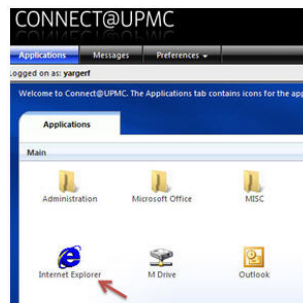 CONNECT@UPMC
Applications Messages Preferences
Logged on as: yargerf
Welcome to Connect@UPMC. The Applications tab contains icons for the app
Applications
Main
Administration Microsoft Office MISC
Internet Explorer M Drive Outlook